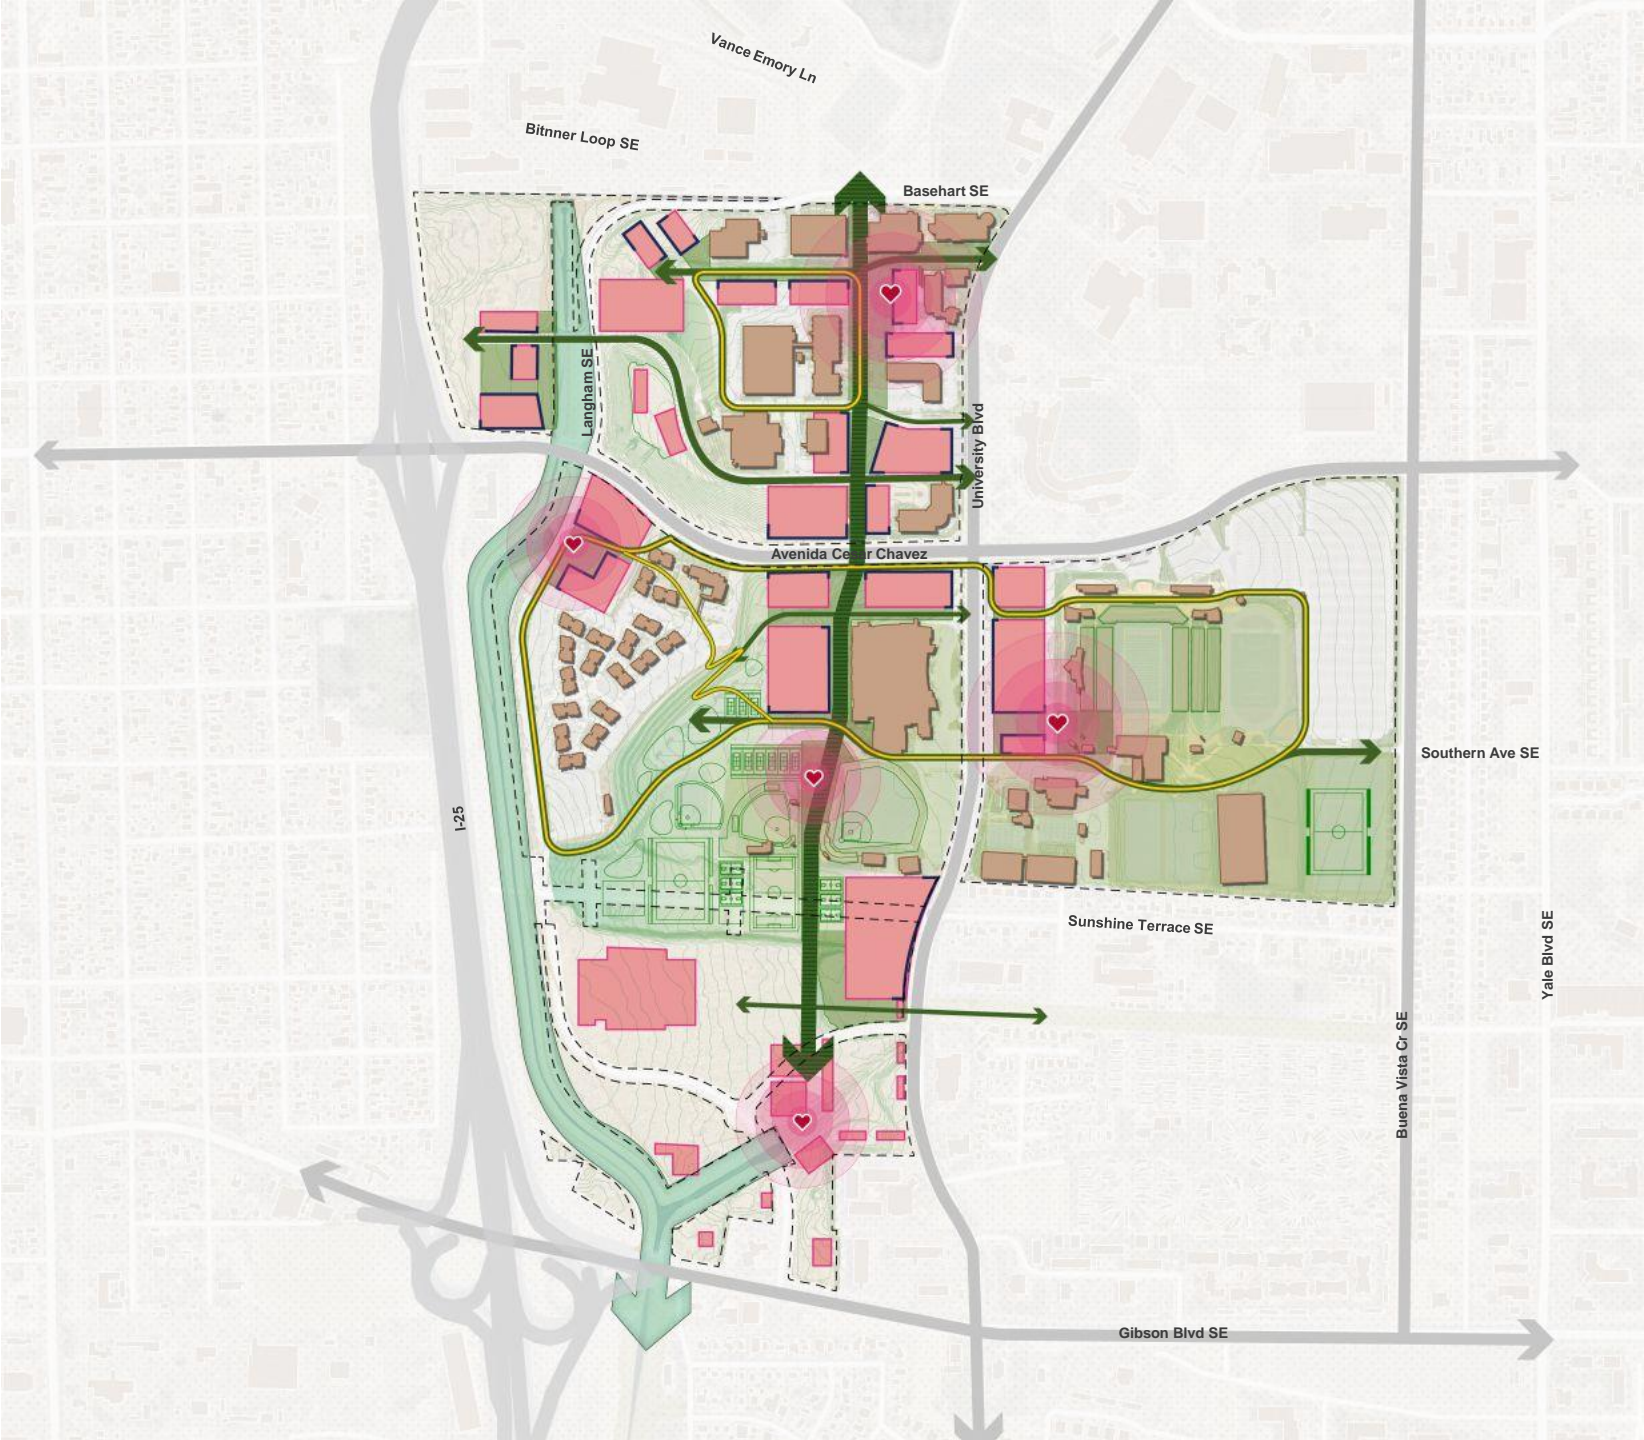 Vance Emory Ln
Bitnner Loop SE
Basehart SE
Langham SE
University Blvd
Avenida Cesar Chavez
Southern Ave SE
I-25
Sunshine Terrace SE
Yale Blvd SE
Buena Vista Cr SE
Gibson Blvd SE